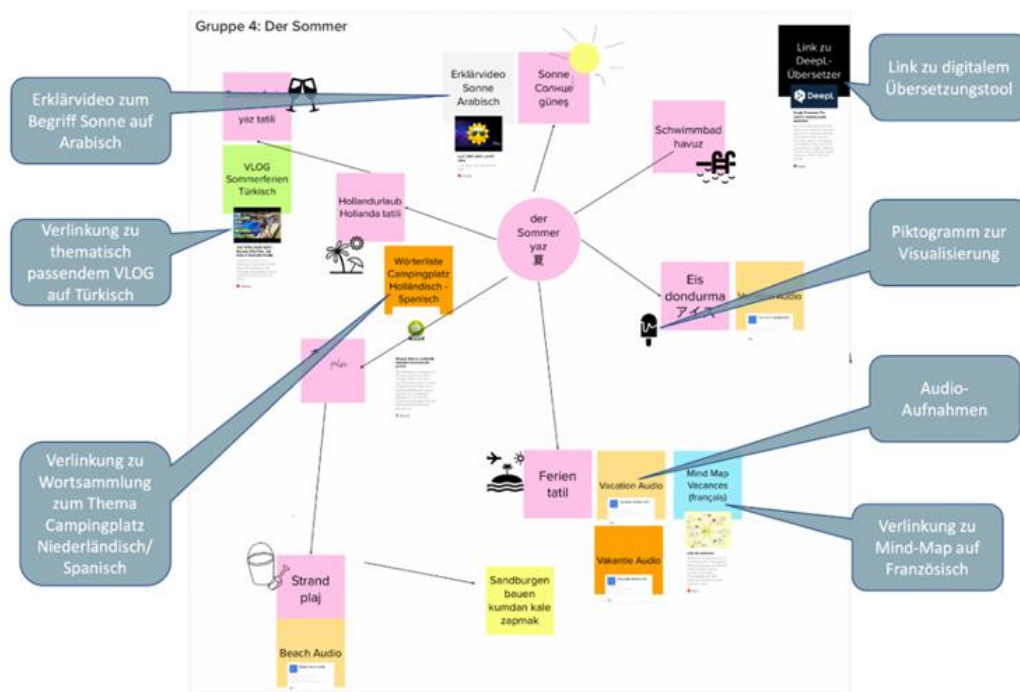 Gruppe 4: Der Sommer
Erklärvideo zum
Begriff Sonne auf
Arabisch
Verlinkung zu
thematisch
passendem VLOG
auf Türkisch
Verlinkung zu
Wortsammlung
zum Thema
Campingplatz
Niederländisch/
Spanisch
yaz tatili
VLOG
Sommerferien
Türkisch
Erklärvideo
Sonne
Arabisch
Sonne
Солнце
güneş
Hollandurlaub
Hollanda tatili
Wörterliste
Campingplatz
Holländisch -
Spanisch
der
Sommer
yaz
夏
Schwimmbad
havuz
Eis
dondurma
アイス
Audio
Ferien
tatil
Vacation Audio
Mind Map
Vacances
(français)
Vakantie Audio
Strand
plaj
Beach Audio
Sandburgen
bauen
kumdan kale
zapmak
Link zu
DeepL-
Übersetzer
DeepL
Link zu digitalem
Übersetzungstool
Piktogramm zur
Visualisierung
Audio-
Aufnahmen
Verlinkung zu
Mind-Map auf
Französisch